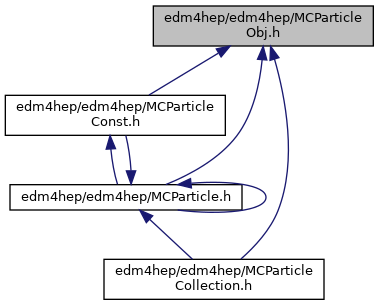 edm4hep/edm4hep/MCParticle
Obj.h
edm4hep/edm4hep/MCParticle
Const.h
edm4hep/edm4hep/MCParticle.h
edm4hep/edm4hep/MCParticle
Collection.h